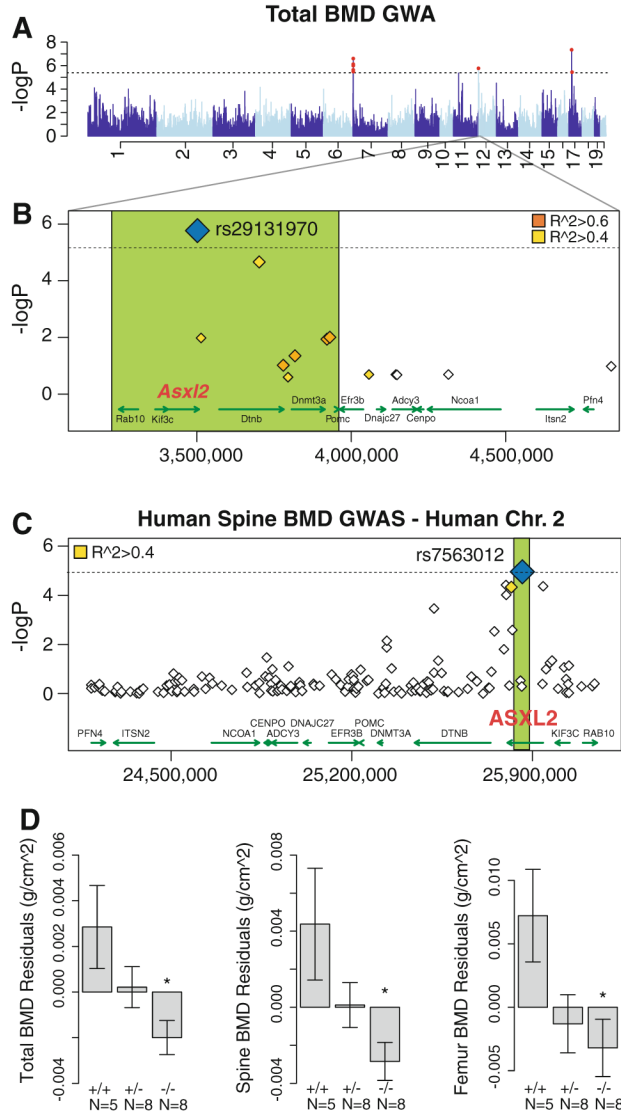 A
Total BMD GWA
-logP
8
6
4
2
0
1 2 3 4 5 6 7 8 9 10 11 12 13 14 15 16 17 19
B
-logP
6
4
2
0
rs29131970
R^2>0.6
R^2>0.4
Asxl2
Dnmt3a Efr3b Adcy3 Ncoa1 Pfn4
Rab10 Kif3c Dtnb Pomc Dnajc27 Cenpo Itsn2
3,500,000 4,000,000 4,500,000
C
Human Spine BMD GWAS - Human Chr. 2
-logP
6
4
2
0
R^2>0.4
rs7563012
ASXL2
CENPO DNAJC27 POMC
PFN4 ITSN2 NCOA1 ADCY3 EFR3B DNMT3A DTNB KIF3C RAB10
24,500,000 25,200,000 25,900,000
D
Total BMD Residuals (g/cm^2)
0.006
0.004
0.002
0.000
-0.004
*
+/+ +/- -/-
N=5 N=8 N=8
Spine BMD Residuals (g/cm^2)
0.008
0.004
0.000
-0.004
*
+/+ +/- -/-
N=5 N=8 N=8
Femur BMD Residuals (g/cm^2)
0.010
0.005
0.000
-0.005
*
+/+ +/- -/-
N=5 N=8 N=8